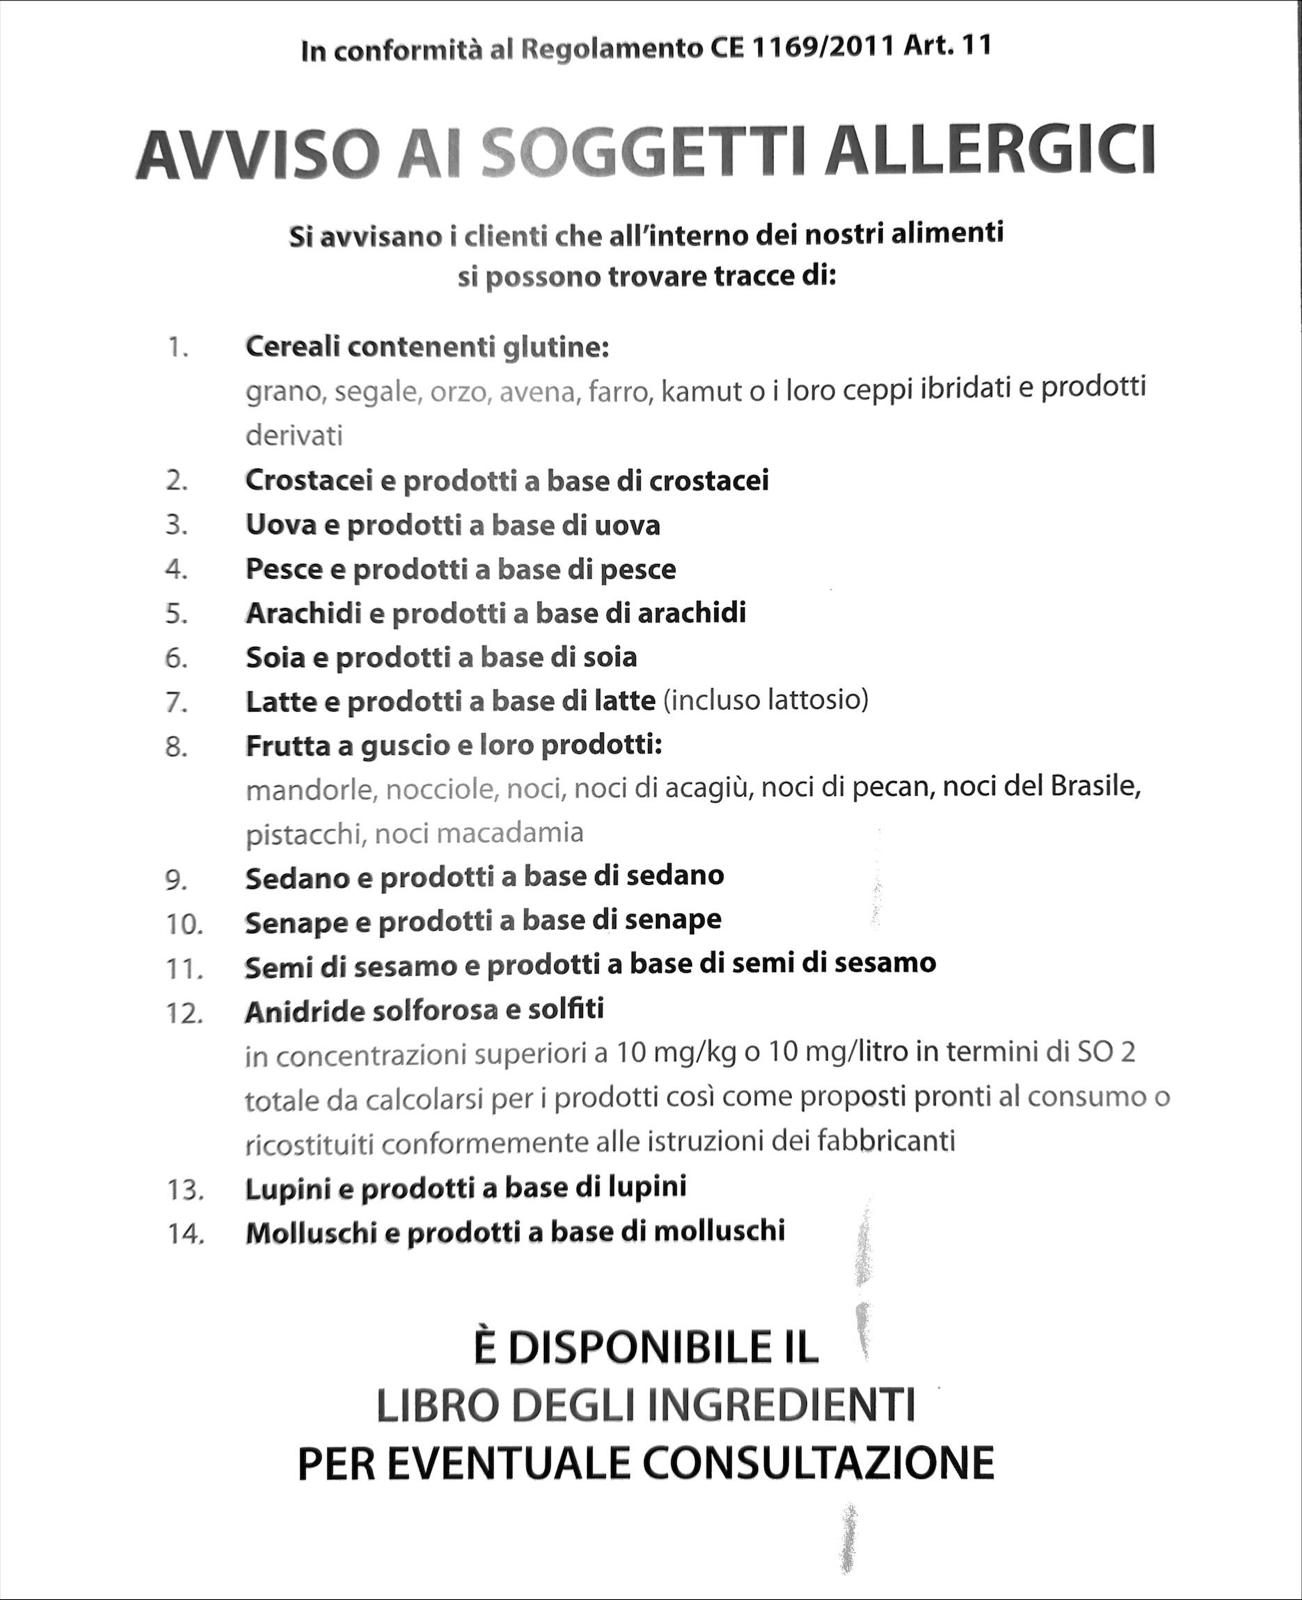 In conformità al Regolamento CE 1169/2011 Art. 11
AVVISO AI SOGGETTI ALLERGICI
Si avvisano i clienti che all'interno dei nostri alimenti
si possono trovare tracce di:
1. Cereali contenenti glutine:
grano, segale, orzo, avena, farro, kamut o i loro ceppi ibridati e prodotti
derivati
2. Crostacei e prodotti a base di crostacei
3. Uova e prodotti a base di uova
4. Pesce e prodotti a base di pesce
5. Arachidi e prodotti a base di arachidi
6. Soia e prodotti a base di soia
7. Latte e prodotti a base di latte (incluso lattosio)
8. Frutta a guscio e loro prodotti:
mandorle, nocciole, noci, noci di acagiù, noci di pecan, noci del Brasile,
pistacchi, noci macadamia
9. Sedano e prodotti a base di sedano
10. Senape e prodotti a base di senape
11. Semi di sesamo e prodotti a base di semi di sesamo
12. Anidride solforosa e solfiti
in concentrazioni superiori a 10 mg/kg o 10 mg/litro in termini di SO 2
totale da calcolarsi per i prodotti così come proposti pronti al consumo o
ricostituiti conformemente alle istruzioni dei fabbricanti
13. Lupini e prodotti a base di lupini
14. Molluschi e prodotti a base di molluschi
È DISPONIBILE IL
LIBRO DEGLI INGREDIENTI
PER EVENTUALE CONSULTAZIONE